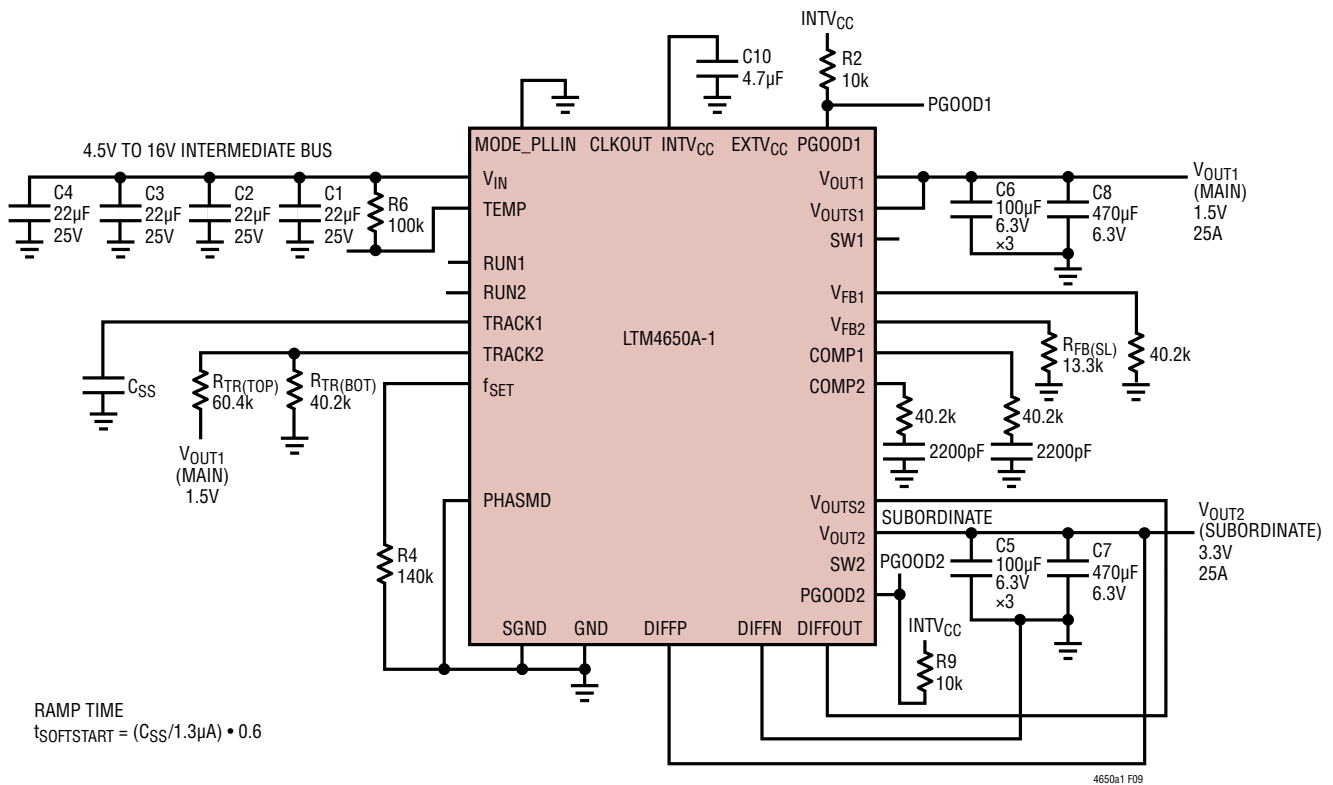 INTVCC
R2
10k
C10
4.7µF
PGOOD1
MODE_PLLIN CLKOUT INTVCC EXTVCC PGOOD1
4.5V TO 16V INTERMEDIATE BUS
C4
22µF
25V
C3
22µF
25V
C2
22µF
25V
C1
22µF
25V
R6
100k
VIN
TEMP
RUN1
RUN2
TRACK1
TRACK2
fSET
PHASMD
CSS
RTR(TOP)
60.4k
RTR(BOT)
40.2k
VOUT1
(MAIN)
1.5V
R4
140k
LTM4650A-1
VOUT1
VOUTS1
SW1
VFB1
VFB2
COMP1
COMP2
VOUTS2
VOUT2
SW2
PGOOD2
SGND GND DIFFP DIFFN DIFFOUT
C6
100µF
6.3V
×3
C8
470µF
6.3V
VOUT1
(MAIN)
1.5V
25A
RFB(SL)
13.3k
40.2k
40.2k
2200pF
40.2k
2200pF
SUBORDINATE
PGOOD2
C5
100µF
6.3V
×3
C7
470µF
6.3V
VOUT2
(SUBORDINATE)
3.3V
25A
INTVCC
R9
10k
RAMP TIME
tSOFTSTART = (CSS/1.3µA) • 0.6
4650a1 F09